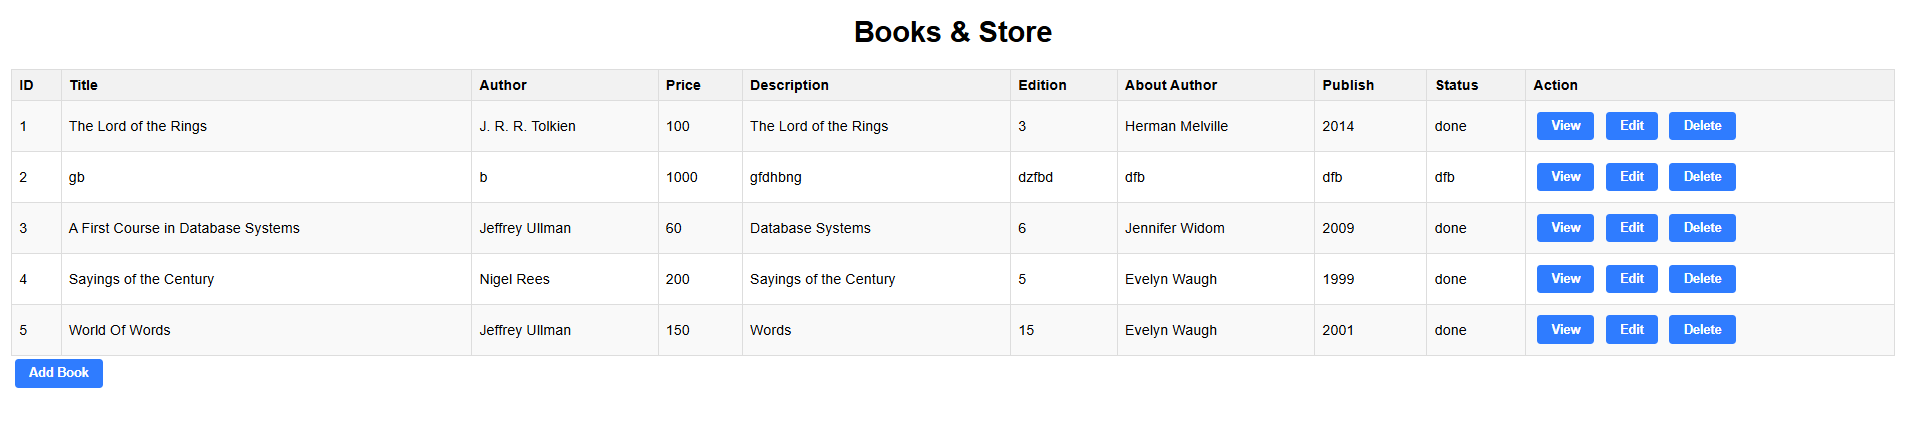 Books & Store
ID Title Author Price Description Edition About Author Publish Status Action
1 The Lord of the Rings J. R. R. Tolkien 100 The Lord of the Rings 3 Herman Melville 2014 done View Edit Delete
2 gb b 1000 gfdhbng dzfbd dfb dfb dfb View Edit Delete
3 A First Course in Database Systems Jeffrey Ullman 60 Database Systems 6 Jennifer Widom 2009 done View Edit Delete
4 Sayings of the Century Nigel Rees 200 Sayings of the Century 5 Evelyn Waugh 1999 done View Edit Delete
5 World Of Words Jeffrey Ullman 150 Words 15 Evelyn Waugh 2001 done View Edit Delete
Add Book